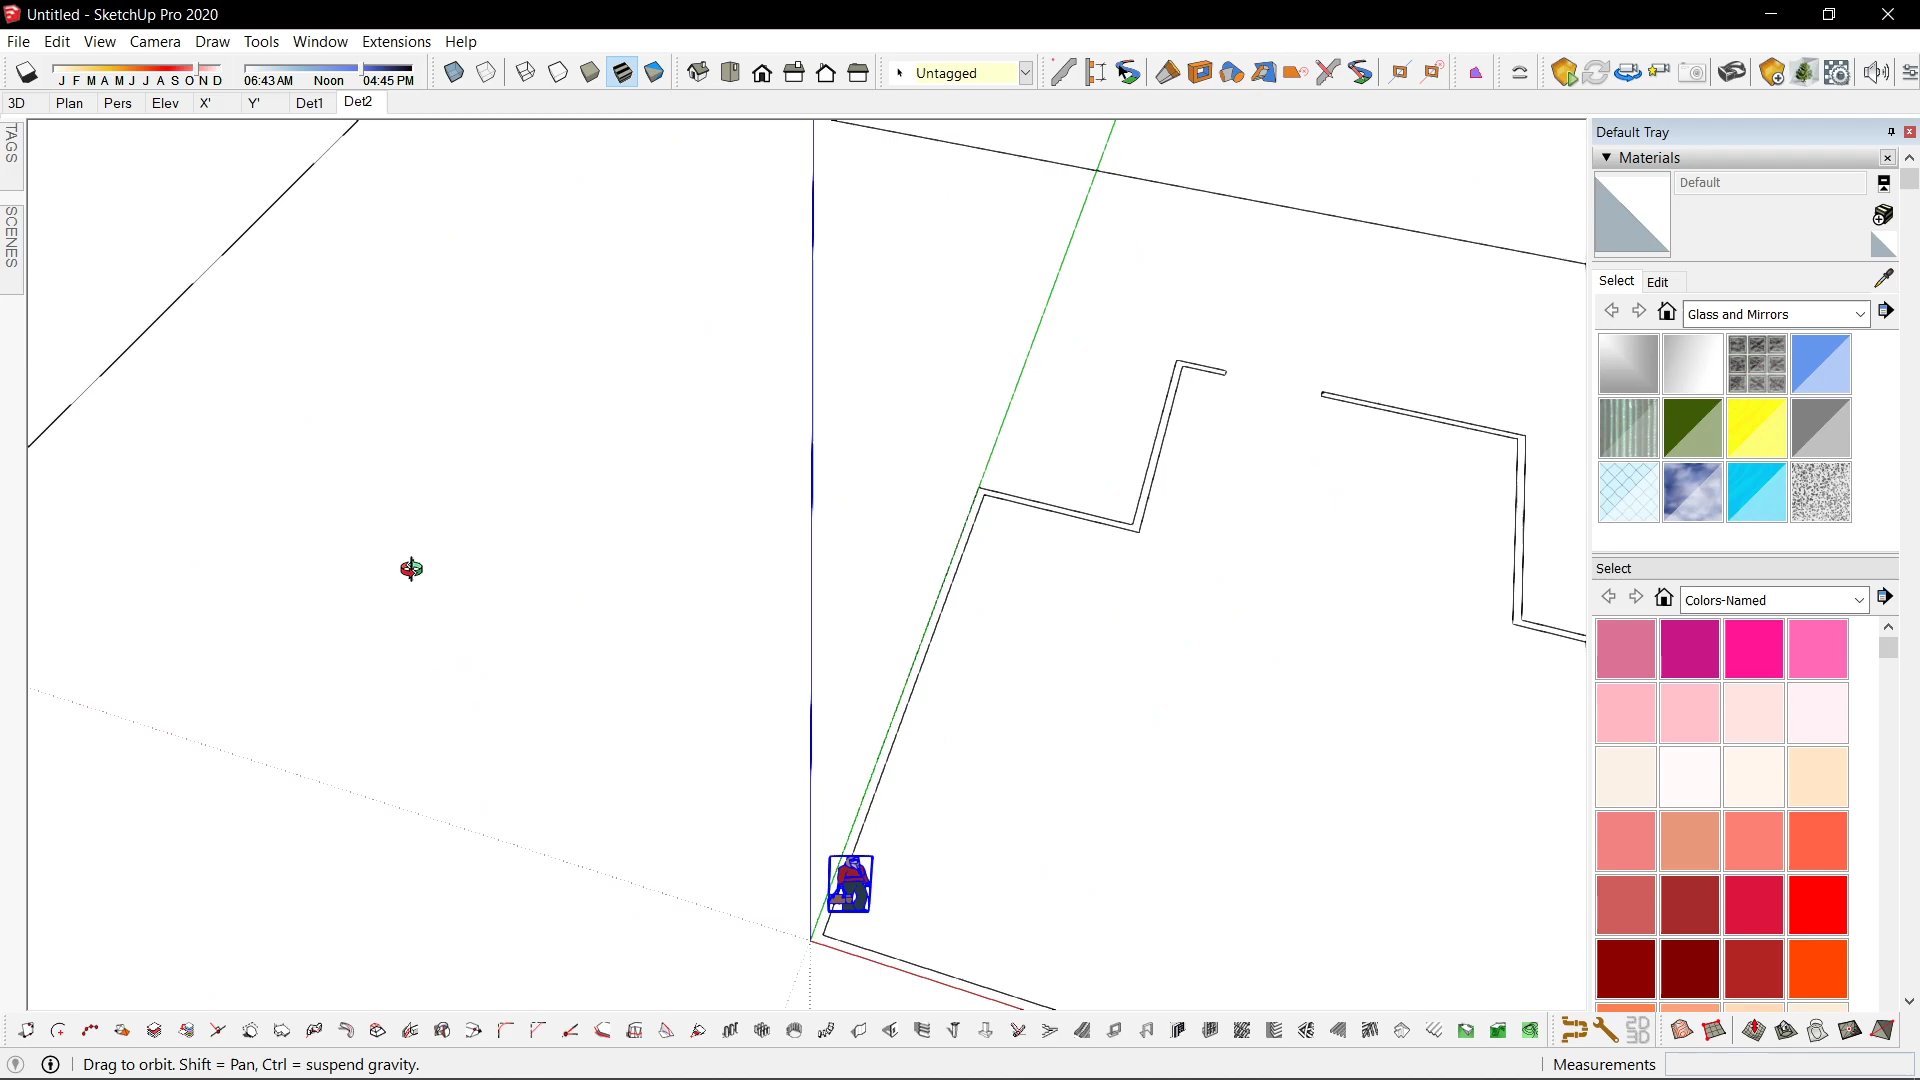 Untitled - SketchUp Pro 2020
File Edit View Camera Draw Tools Window Extensions Help
J F M A M J J A S O N D 06:43 AM Noon 04:45 PM Untagged
3D Plan Pers Elev X' Y' Det1 Det2
TAGS
SCENES
Default Tray
Materials
Default
Select Edit
Glass and Mirrors
Select
Colors-Named
2D
3D
Drag to orbit. Shift = Pan, Ctrl = suspend gravity.
Measurements